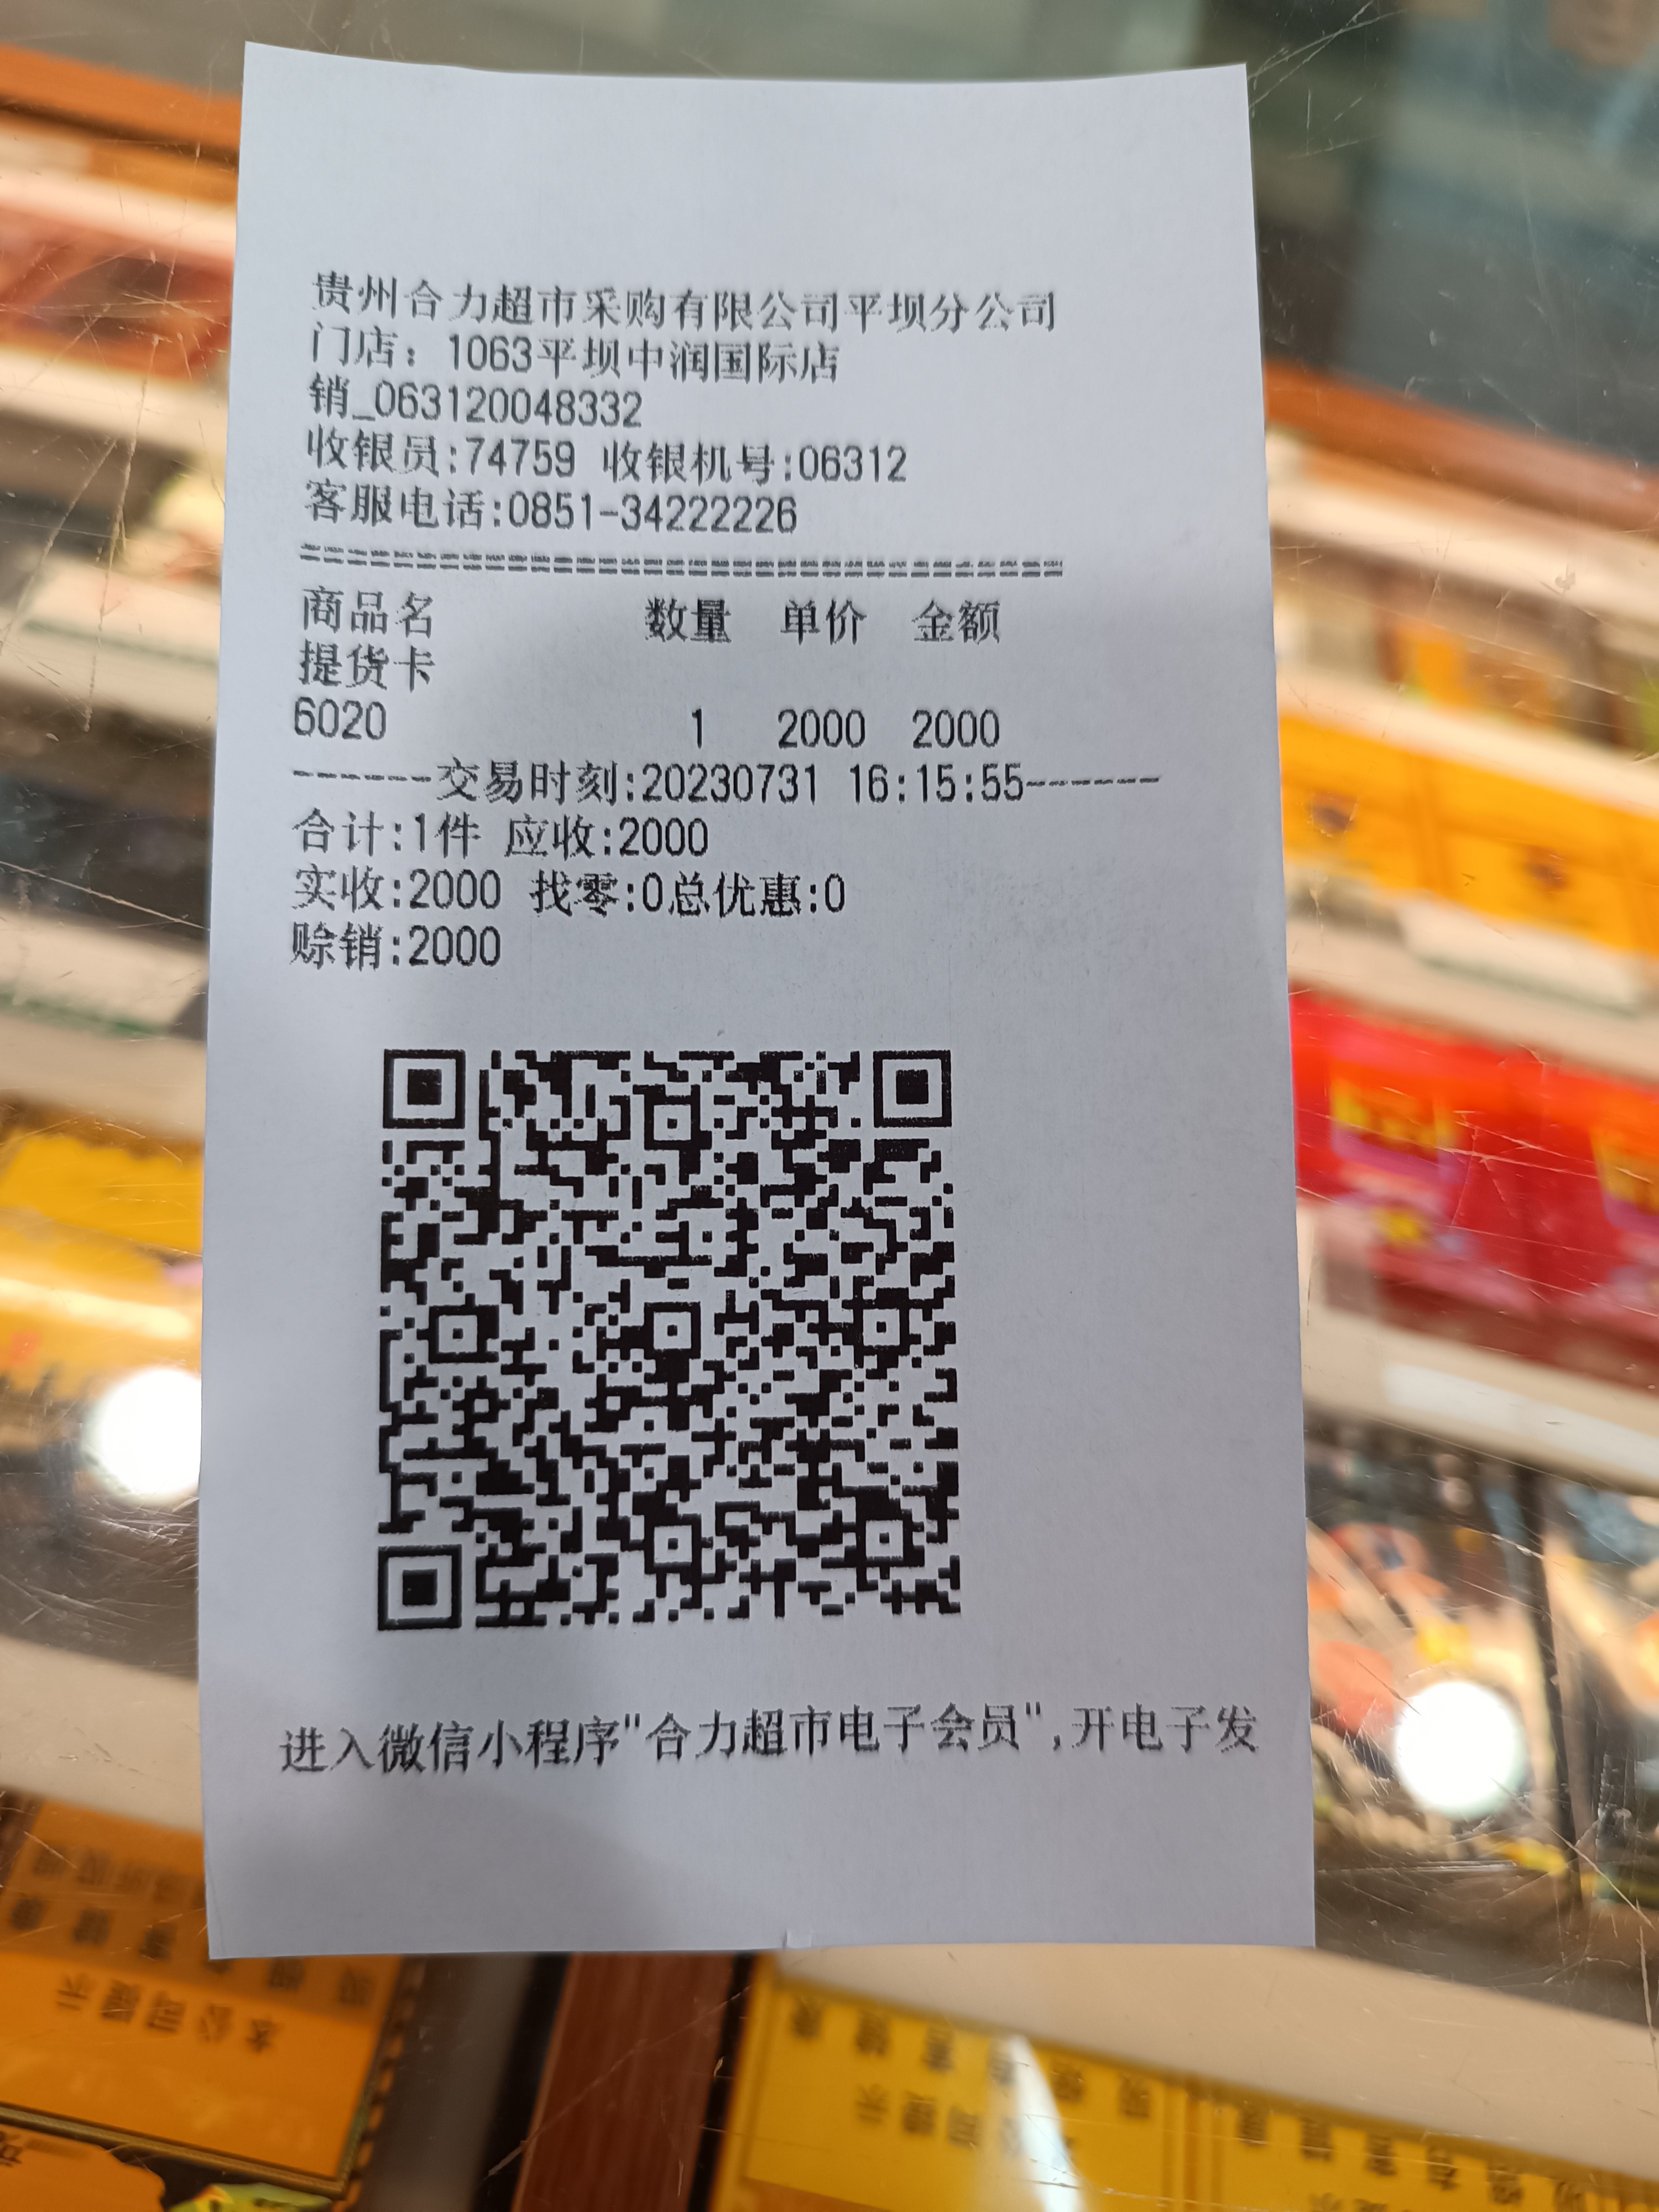 贵州合力超市采购有限公司平坝分公司
门店：1063平坝中润国际店
销_063120048332
收银员:74759 收银机号:06312
客服电话:0851-34222226
================================
商品名 数量 单价 金额
提货卡
6020 1 2000 2000
------交易时刻:20230731 16:15:55------
合计:1件 应收:2000
实收:2000 找零:0总优惠:0
赊销:2000
进入微信小程序"合力超市电子会员",开电子发